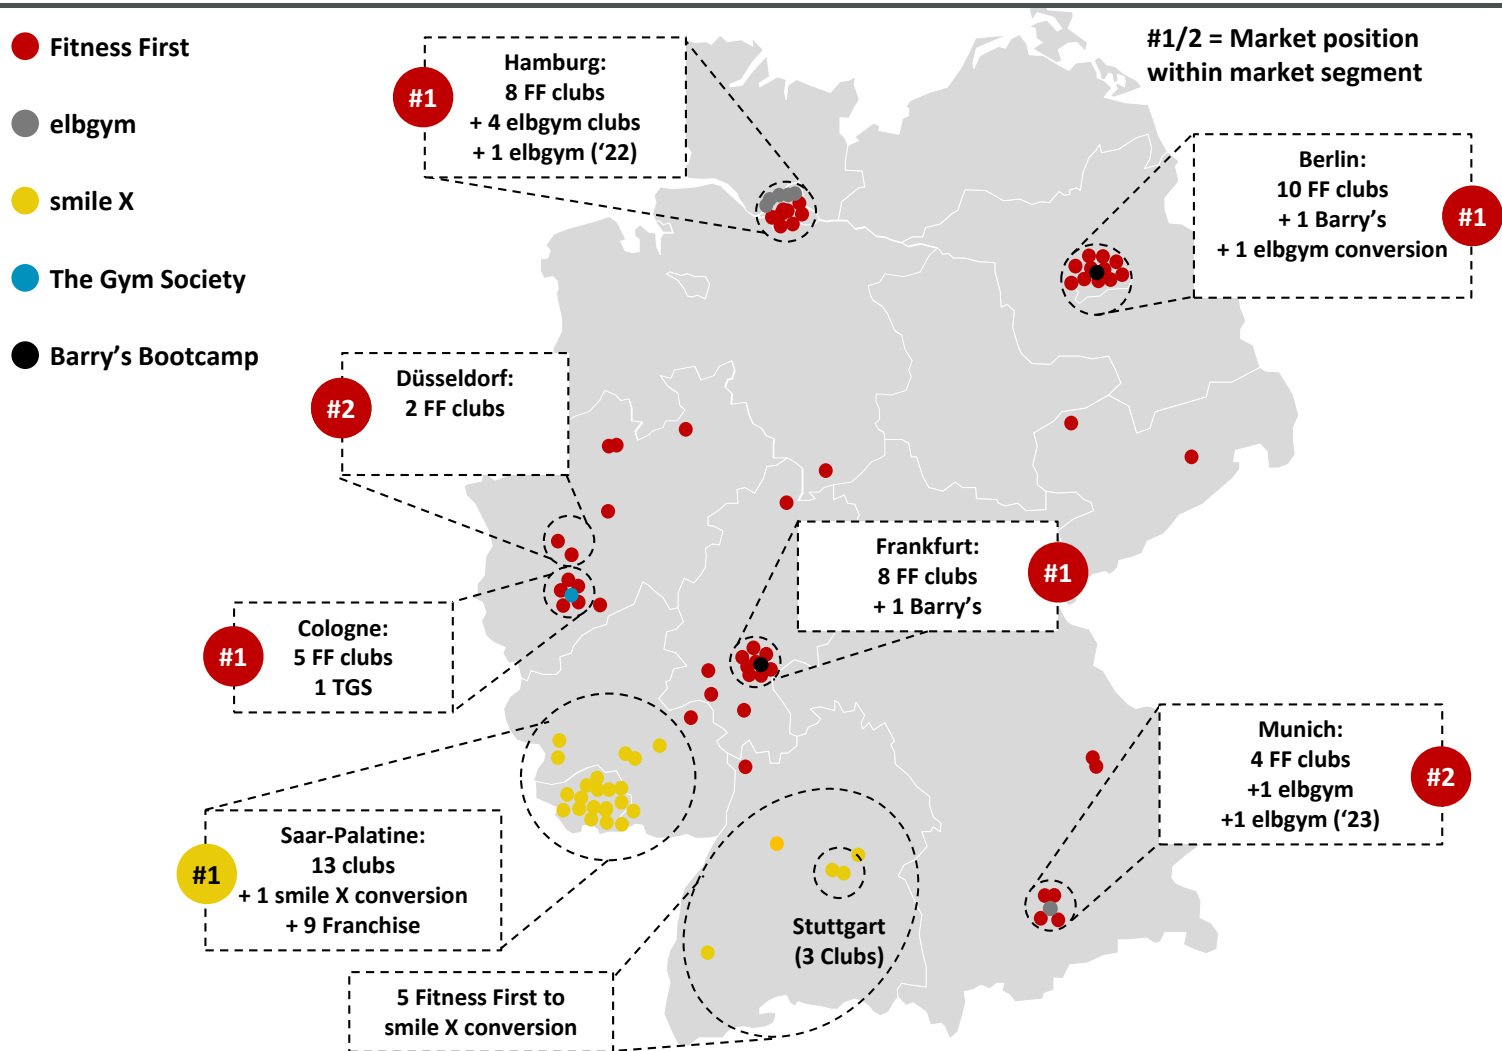 Fitness First
elbgym
smile X
The Gym Society
Barry’s Bootcamp
#1/2 = Market position
within market segment
#1
Hamburg:
8 FF clubs
+ 4 elbgym clubs
+ 1 elbgym (‘22)
Berlin:
10 FF clubs
+ 1 Barry’s
+ 1 elbgym conversion
#1
#2
Düsseldorf:
2 FF clubs
Frankfurt:
8 FF clubs
+ 1 Barry’s
#1
#1
Cologne:
5 FF clubs
1 TGS
Munich:
4 FF clubs
+1 elbgym
+1 elbgym (‘23)
#2
#1
Saar-Palatine:
13 clubs
+ 1 smile X conversion
+ 9 Franchise
Stuttgart
(3 Clubs)
5 Fitness First to
smile X conversion